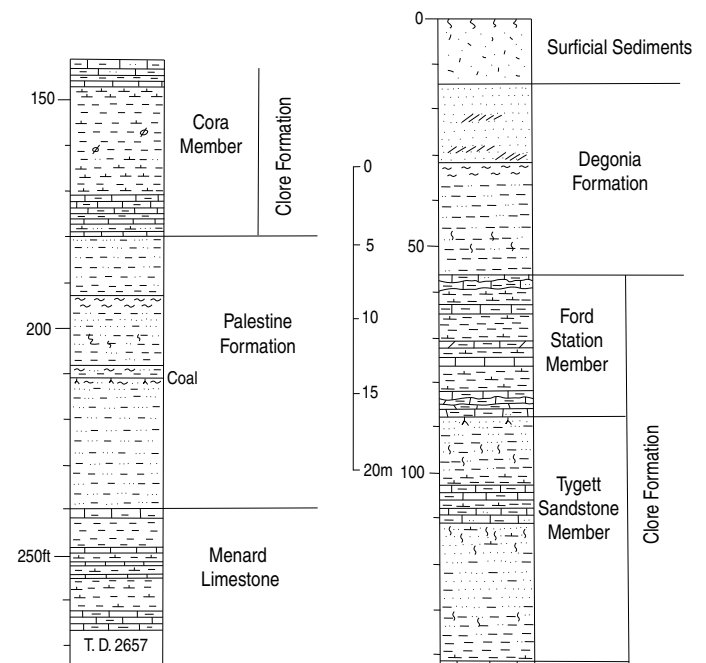 150
200
250ft
Cora
Member
Clore Formation
Palestine
Formation
Coal
Menard
Limestone
T. D. 2657
0
5
10
15
20m
0
50
100
Surficial Sediments
Degonia
Formation
Ford
Station
Member
Tygett
Sandstone
Member
Clore Formation